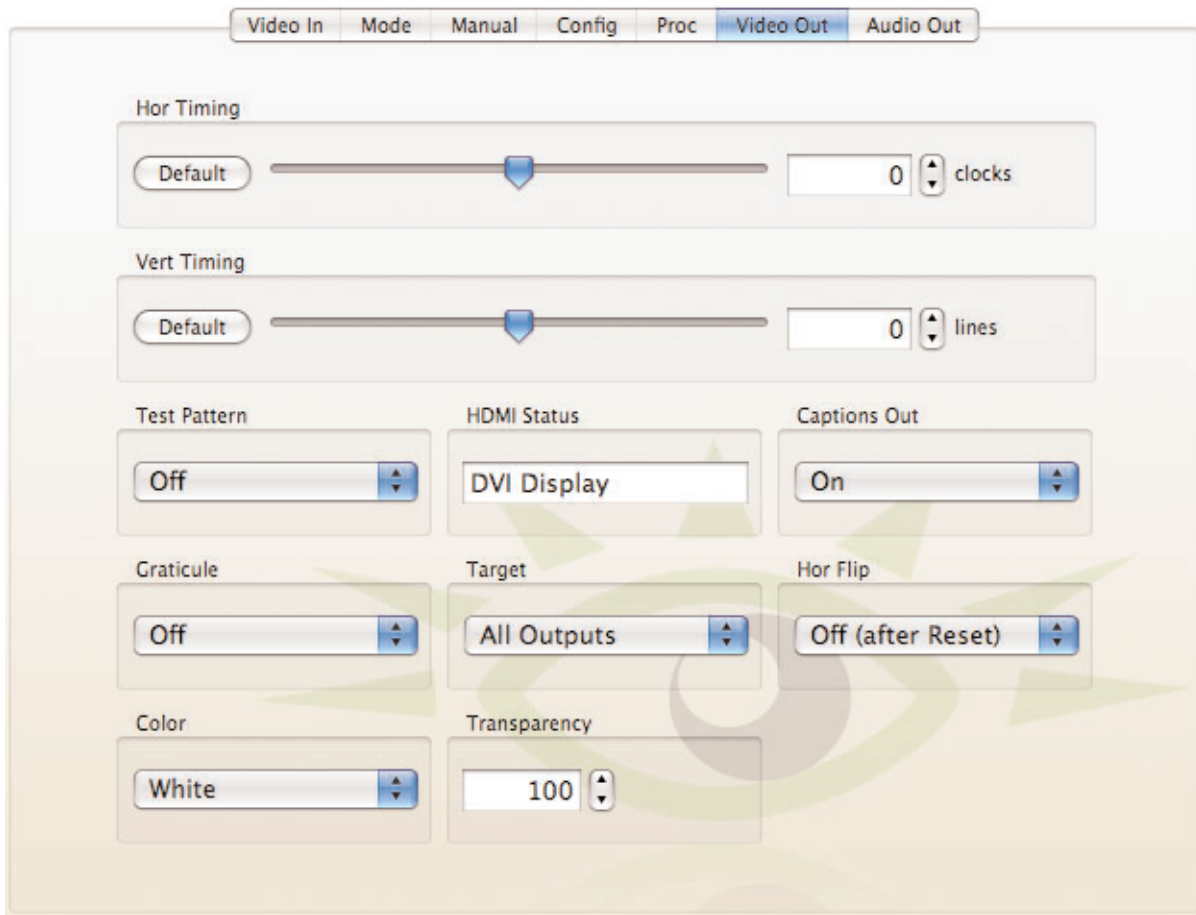 Video In Mode Manual Config Proc Video Out Audio Out
Hor Timing
Default 0 clocks
Vert Timing
Default 0 lines
Test Pattern HDMI Status Captions Out
Off DVI Display On
Graticule Target Hor Flip
Off All Outputs Off (after Reset)
Color Transparency
White 100